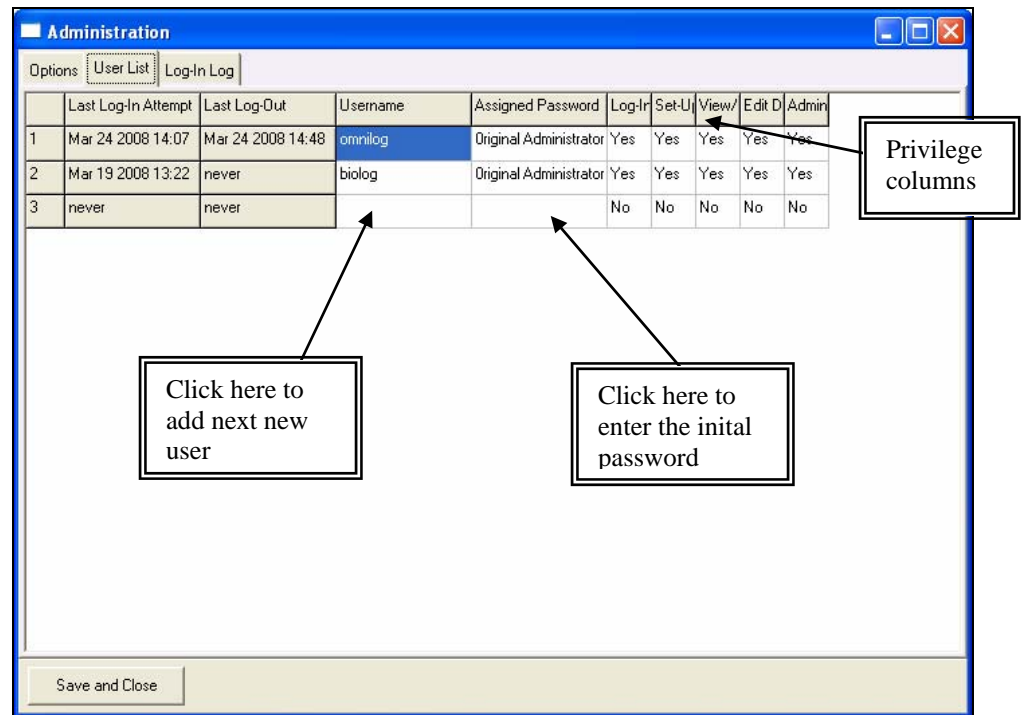 Administration
Options User List Log-In Log
Last Log-In Attempt Last Log-Out Username Assigned Password Log-In Set-U View/ Edit D Admin
1 Mar 24 2008 14:07 Mar 24 2008 14:48 omnilog Original Administrator Yes Yes Yes Yes Yes
2 Mar 19 2008 13:22 never biolog Original Administrator Yes Yes Yes Yes Yes
3 never never No No No No No
Privilege
columns
Click here to
add next new
user
Click here to
enter the inital
password
Save and Close